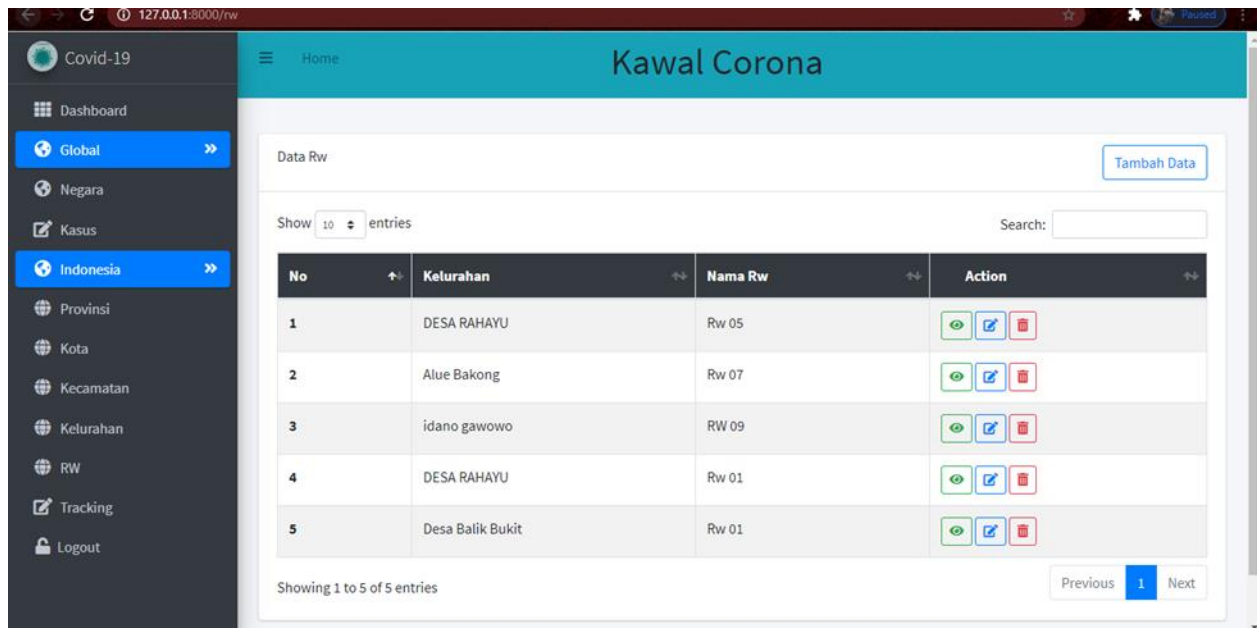 127.0.0.1:8000/rw
Paused
Covid-19
Home
Kawal Corona
Dashboard
Global
Negara
Kasus
Indonesia
Provinsi
Kota
Kecamatan
Kelurahan
RW
Tracking
Logout
Data Rw
Tambah Data
Show 10 entries
Search:
No Kelurahan Nama Rw Action
1 DESA RAHAYU Rw 05
2 Alue Bakong Rw 07
3 idano gawowo RW 09
4 DESA RAHAYU Rw 01
5 Desa Balik Bukit Rw 01
Showing 1 to 5 of 5 entries
Previous 1 Next